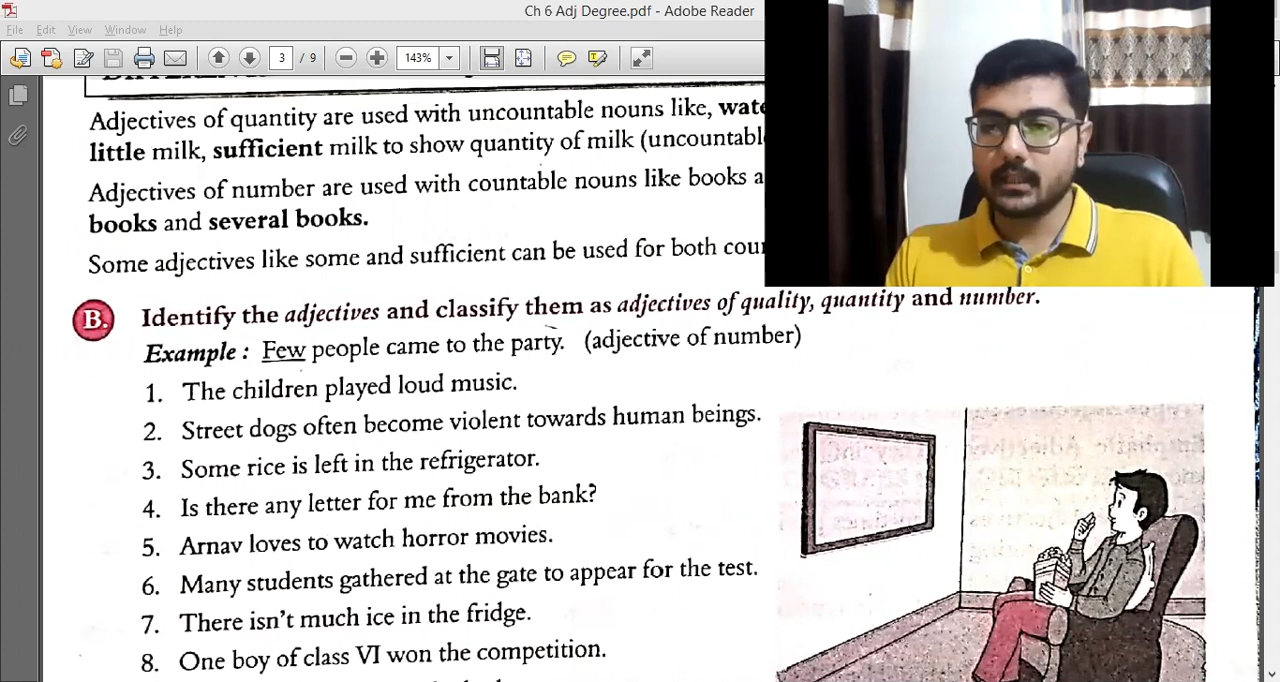 Ch 6 Adj Degree.pdf - Adobe Reader
File Edit View Window Help
3 / 9 143%
Adjectives of quantity are used with uncountable nouns like,
little milk, sufficient milk to show quantity of milk
Adjectives of number are used with countable nouns like books
books and several books.
Some adjectives like some and sufficient can be used for both
B. Identify the adjectives and classify them as adjectives of quality, quantity and number.
Example : Few people came to the party. (adjective of number)
1. The children played loud music.
2. Street dogs often become violent towards human beings.
3. Some rice is left in the refrigerator.
4. Is there any letter for me from the bank?
5. Arnav loves to watch horror movies.
6. Many students gathered at the gate to appear for the test.
7. There isn't much ice in the fridge.
8. One boy of class VI won the competition.